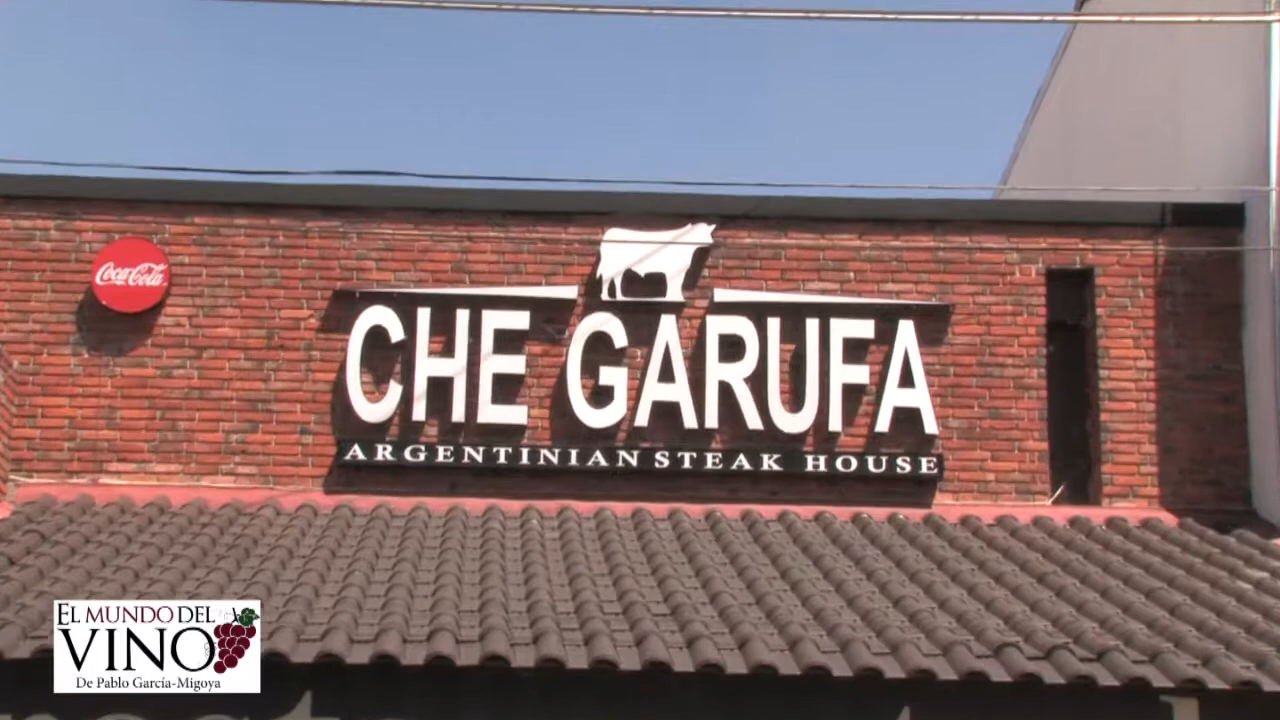 Coca-Cola
CHE GARUFA
ARGENTINIAN STEAK HOUSE
EL MUNDO DEL
VINO
De Pablo García-Migoya